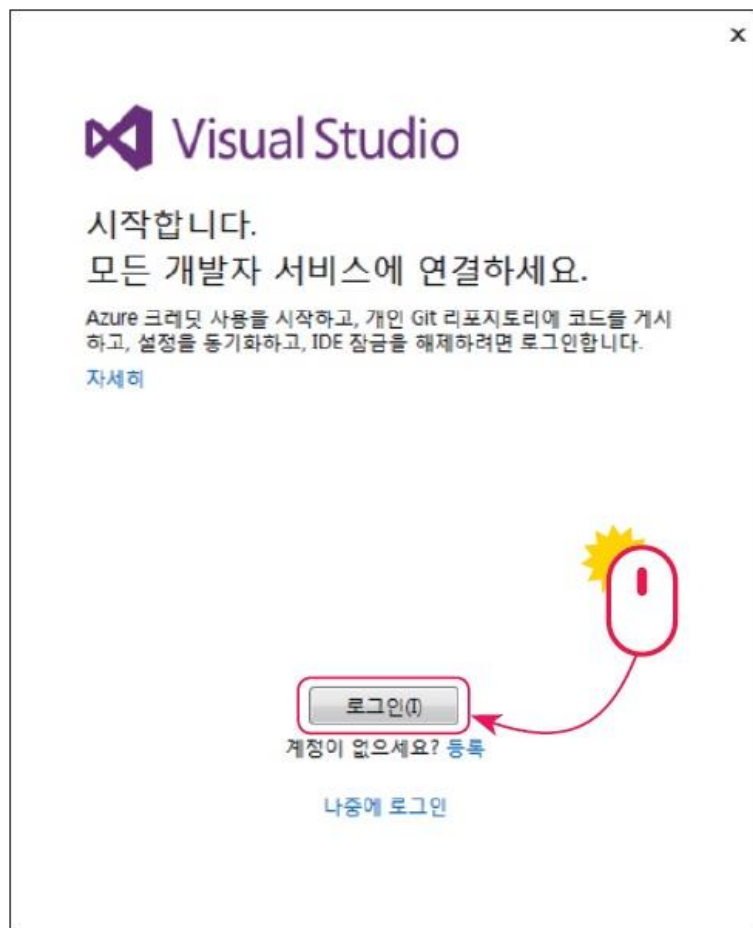 x
Visual Studio
시작합니다.
모든 개발자 서비스에 연결하세요.
Azure 크레딧 사용을 시작하고, 개인 Git 리포지토리에 코드를 게시
하고, 설정을 동기화하고, IDE 잠금을 해제하려면 로그인합니다.
자세히
로그인(I)
계정이 없으세요? 등록
나중에 로그인